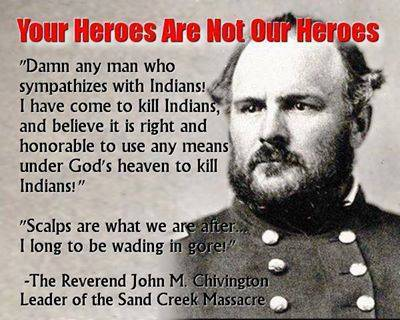 Your Heroes Are Not Our Heroes
"Damn any man who
sympathizes with Indians!
I have come to kill Indians,
and believe it is right and
honorable to use any means
under God's heaven to kill
Indians!"
"Scalps are what we are after...
I long to be wading in gore!"
-The Reverend John M. Chivington
Leader of the Sand Creek Massacre